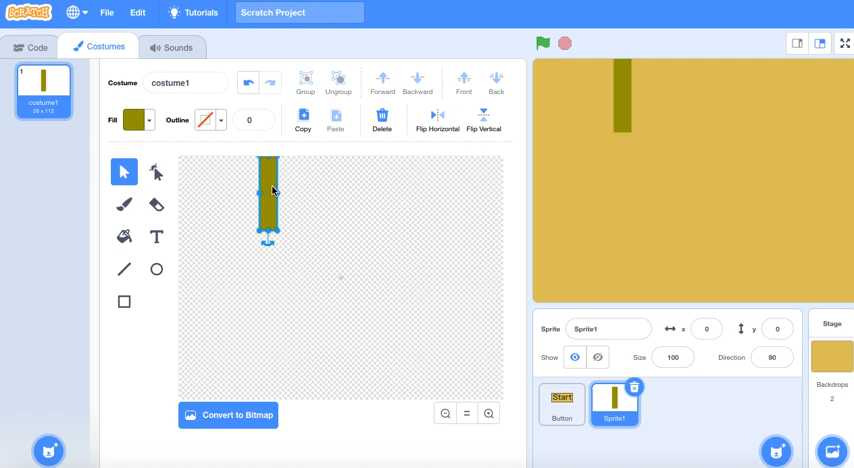 SCRATCH File Edit Tutorials Scratch Project
Code Costumes Sounds
1
costume1
Costume costume1
Group Ungroup Forward Backward Front Back
Fill Outline 0
Copy Paste Delete Flip Horizontal Flip Vertical
Convert to Bitmap
Sprite Sprite1 x 0 y 0
Show Size 100 Direction 90
Start
Button
Sprite1
Stage
Backdrops
2